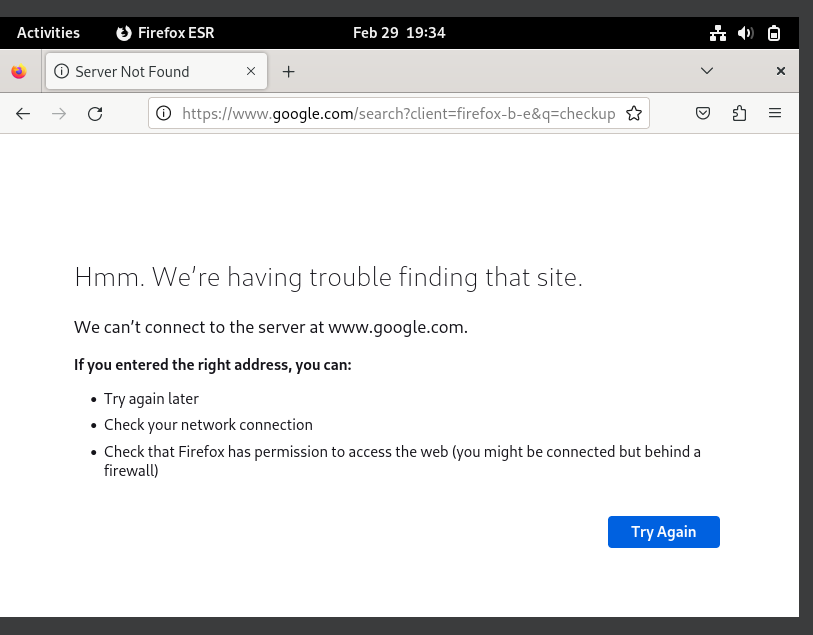 Activities Firefox ESR Feb 29 19:34
Server Not Found
https://www.google.com/search?client=firefox-b-e&q=checkup
Hmm. We’re having trouble finding that site.
We can’t connect to the server at www.google.com.
If you entered the right address, you can:
• Try again later
• Check your network connection
• Check that Firefox has permission to access the web (you might be connected but behind a
firewall)
Try Again